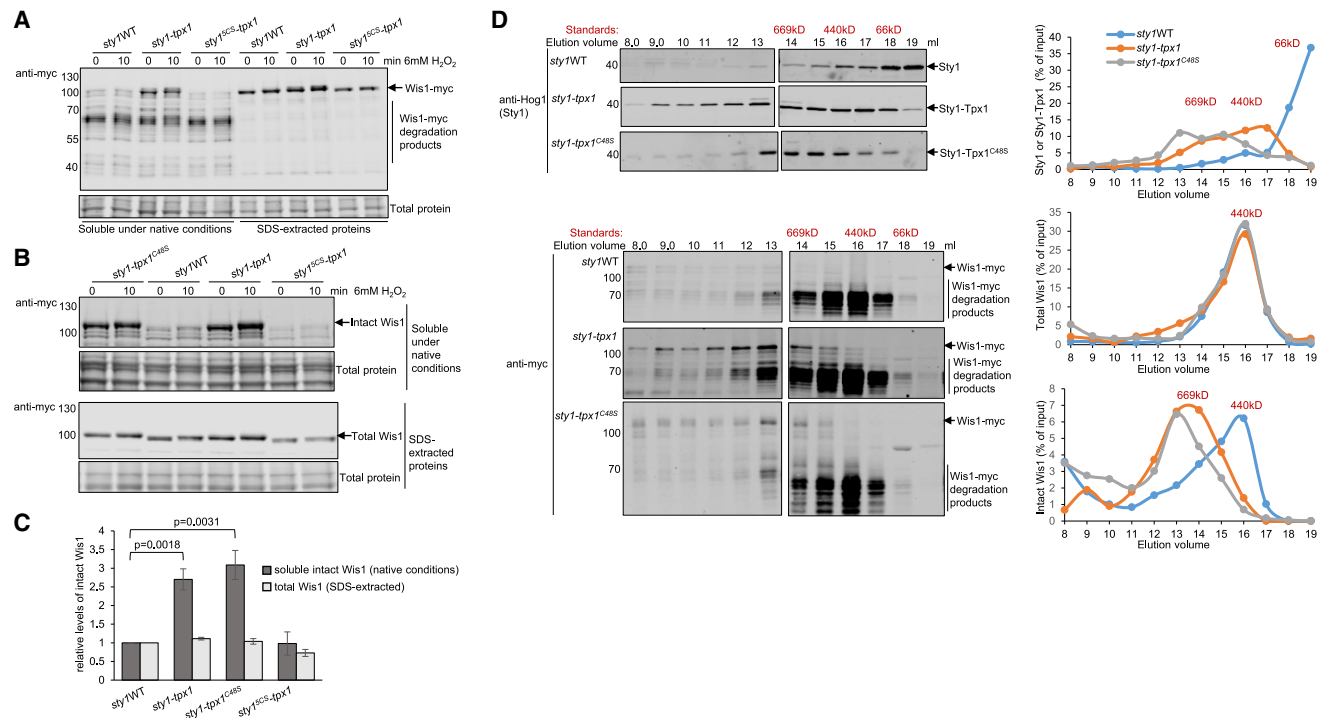 A
sty1WT
sty1-tpx1
sty1⁵ᶜˢ-tpx1
sty1WT
sty1-tpx1
sty1⁵ᶜˢ-tpx1
0 10 0 10 0 10 0 10 0 10 0 10 min 6mM H₂O₂
anti-myc
130
100
70
55
40
Wis1-myc
Wis1-myc
degradation
products
Total protein
Soluble under native conditions
SDS-extracted proteins
B
sty1-tpx1ᶜ⁴⁸ˢ
sty1WT
sty1-tpx1
sty1⁵ᶜˢ-tpx1
0 10 0 10 0 10 0 10 min 6mM H₂O₂
anti-myc
130
100
Intact Wis1
Total protein
Soluble
under
native
conditions
anti-myc
130
100
Total Wis1
Total protein
SDS-
extracted
proteins
C
relative levels of intact Wis1
4
3.5
3
2.5
2
1.5
1
0.5
0
p=0.0031
p=0.0018
soluble intact Wis1 (native conditions)
total Wis1 (SDS-extracted)
sty1WT
sty1-tpx1
sty1-tpx1ᶜ⁴⁸ˢ
sty1⁵ᶜˢ-tpx1
D
Standards: 669kD 440kD 66kD
Elution volume 8.0 9.0 10 11 12 13 14 15 16 17 18 19 ml
anti-Hog1
(Sty1)
sty1WT
40 40
Sty1
sty1-tpx1
40 40
Sty1-Tpx1
sty1-tpx1ᶜ⁴⁸ˢ
40 40
Sty1-Tpx1ᶜ⁴⁸ˢ
Standards: 669kD 440kD 66kD
Elution volume 8.0 9.0 10 11 12 13 14 15 16 17 18 19 ml
anti-myc
sty1WT
100
70
Wis1-myc
Wis1-myc
degradation
products
sty1-tpx1
100
70
Wis1-myc
Wis1-myc
degradation
products
sty1-tpx1ᶜ⁴⁸ˢ
100
70
Wis1-myc
Wis1-myc
degradation
products
Sty1 or Sty1-Tpx1 (% of input)
40
35
30
25
20
15
10
5
0
sty1WT
sty1-tpx1
sty1-tpx1ᶜ⁴⁸ˢ
669kD
440kD
66kD
8 9 10 11 12 13 14 15 16 17 18 19
Elution volume
Total Wis1 (% of input)
35
30
25
20
15
10
5
0
440kD
8 9 10 11 12 13 14 15 16 17 18 19
Elution volume
Intact Wis1 (% of input)
8
7
6
5
4
3
2
1
0
669kD
440kD
8 9 10 11 12 13 14 15 16 17 18 19
Elution volume